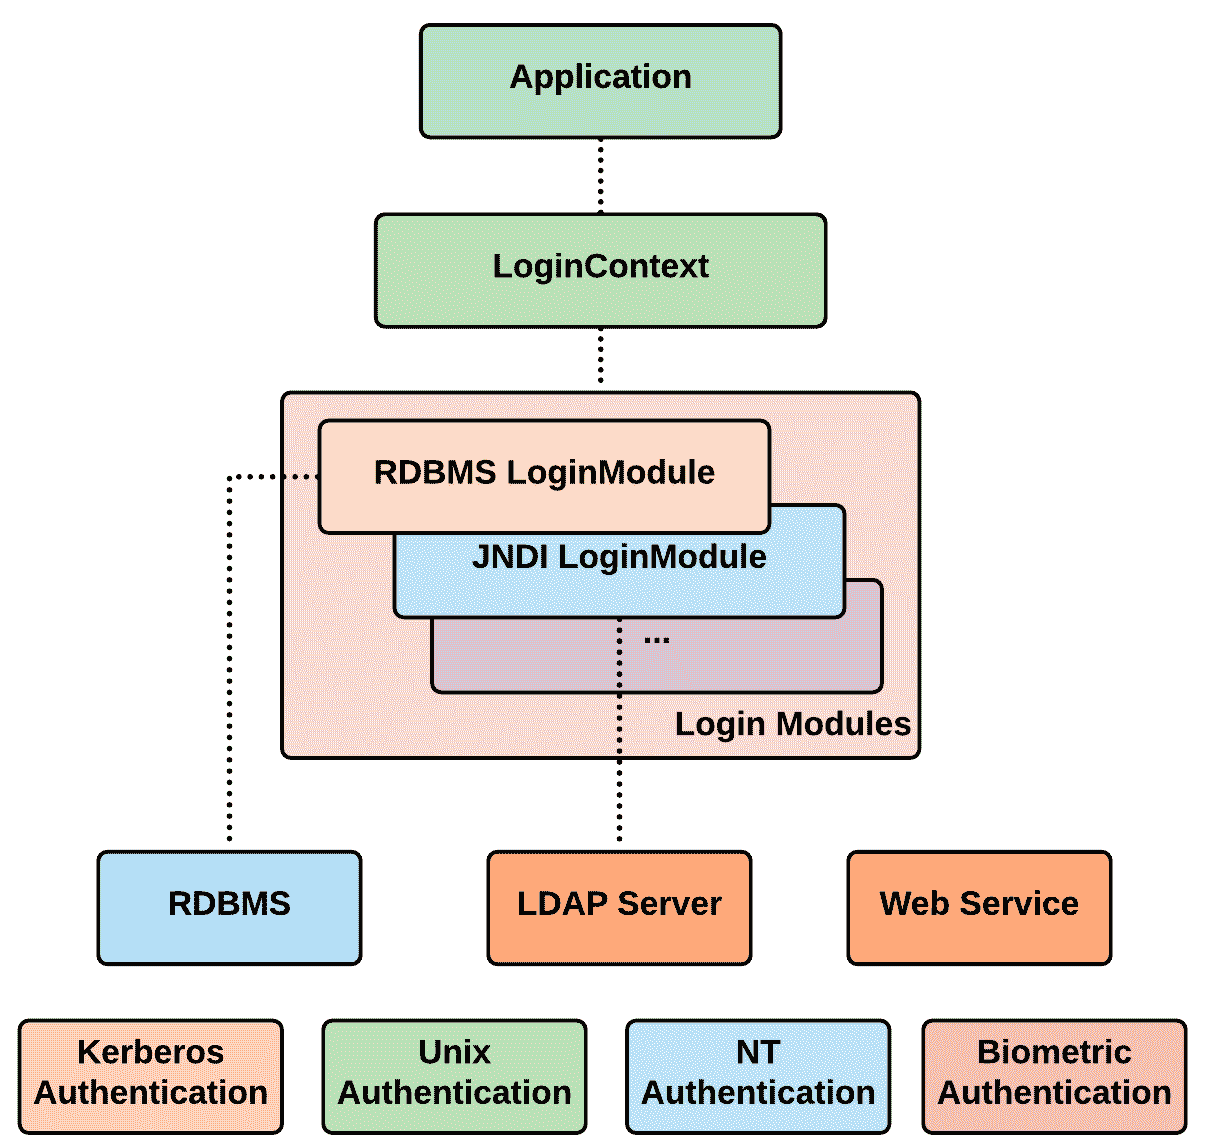 Application
LoginContext
RDBMS LoginModule
JNDI LoginModule
...
Login Modules
RDBMS
LDAP Server
Web Service
Kerberos
Authentication
Unix
Authentication
NT
Authentication
Biometric
Authentication